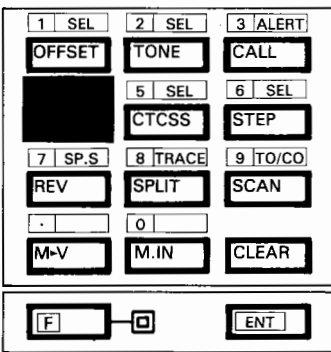 1 SEL 2 SEL 3 ALERT
OFFSET TONE CALL
5 SEL 6 SEL
CTCSS STEP
7 SP.S 8 TRACE 9 TO/CO
REV SPLIT SCAN
· 0
M▸V M.IN CLEAR
F ENT